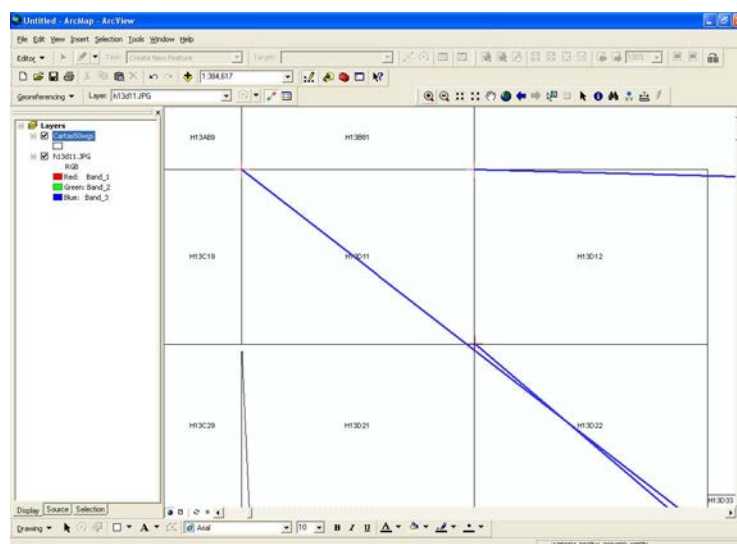 Untitled - ArcMap - ArcView
File Edit View Insert Selection Tools Window Help
Editor Task: Create New Feature Target: 100%
1:384,617
Georeferencing Layer: h13d11.JPG
Layers
Cartas50wgs
h13d11.JPG
RGB
Red: Band_1
Green: Band_2
Blue: Band_3
H13A89 H13B81
H13C19 H13D11 H13D12
H13C29 H13D21 H13D22
H13D33
Display Source Selection
Drawing A Arial 10 B I U A